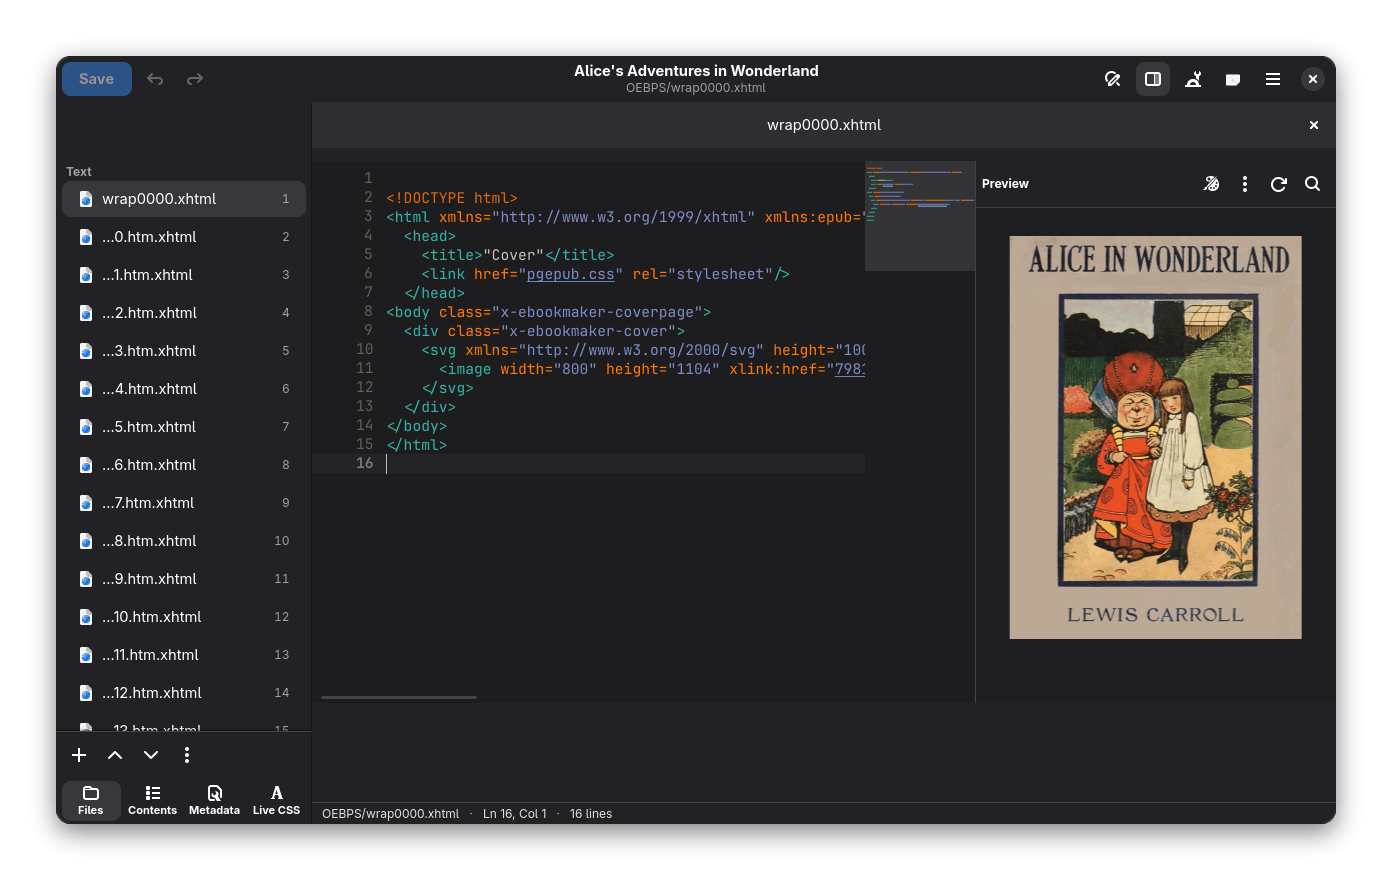 Save
Alice's Adventures in Wonderland
OEBPS/wrap0000.xhtml
wrap0000.xhtml
Text
wrap0000.xhtml 1
...0.htm.xhtml 2
...1.htm.xhtml 3
...2.htm.xhtml 4
...3.htm.xhtml 5
...4.htm.xhtml 6
...5.htm.xhtml 7
...6.htm.xhtml 8
...7.htm.xhtml 9
...8.htm.xhtml 10
...9.htm.xhtml 11
...10.htm.xhtml 12
...11.htm.xhtml 13
...12.htm.xhtml 14
...13.htm.xhtml 15
Files
Contents
Metadata
Live CSS
1
2 <!DOCTYPE html>
3 <html xmlns="http://www.w3.org/1999/xhtml" xmlns:epub="
4 <head>
5 <title>"Cover"</title>
6 <link href="pgepub.css" rel="stylesheet"/>
7 </head>
8 <body class="x-ebookmaker-coverpage">
9 <div class="x-ebookmaker-cover">
10 <svg xmlns="http://www.w3.org/2000/svg" height="100
11 <image width="800" height="1104" xlink:href="7981
12 </svg>
13 </div>
14 </body>
15 </html>
16
Preview
ALICE IN WONDERLAND
LEWIS CARROLL
OEBPS/wrap0000.xhtml · Ln 16, Col 1 · 16 lines